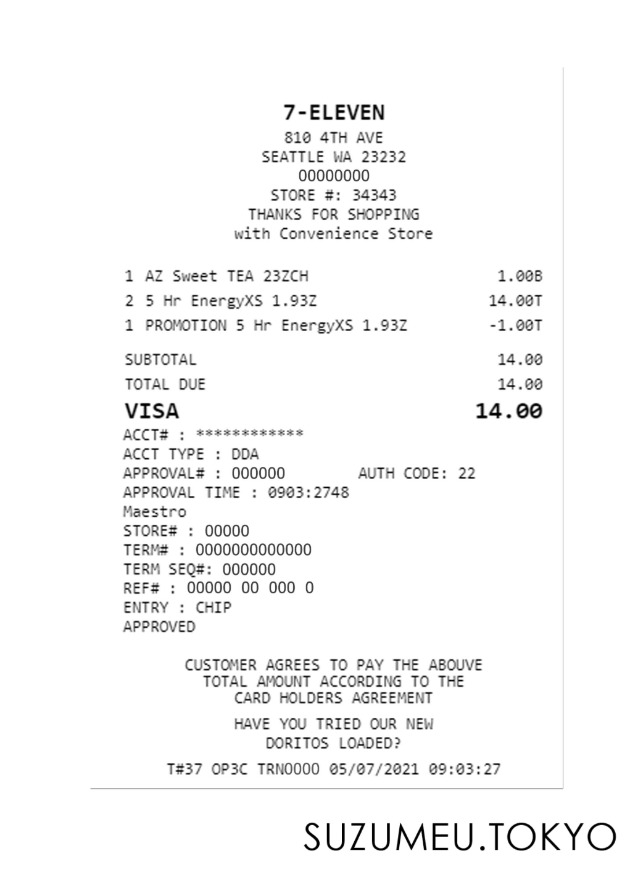 7-ELEVEN
810 4TH AVE
SEATTLE WA 23232
00000000
STORE #: 34343
THANKS FOR SHOPPING
with Convenience Store
1 AZ Sweet TEA 23ZCH 1.00B
2 5 Hr EnergyXS 1.93Z 14.00T
1 PROMOTION 5 Hr EnergyXS 1.93Z -1.00T
SUBTOTAL 14.00
TOTAL DUE 14.00
VISA 14.00
ACCT# : ************
ACCT TYPE : DDA
APPROVAL# : 000000 AUTH CODE: 22
APPROVAL TIME : 0903:2748
Maestro
STORE# : 00000
TERM# : 0000000000000
TERM SEQ#: 000000
REF# : 00000 00 000 0
ENTRY : CHIP
APPROVED
CUSTOMER AGREES TO PAY THE ABOUVE
TOTAL AMOUNT ACCORDING TO THE
CARD HOLDERS AGREEMENT
HAVE YOU TRIED OUR NEW
DORITOS LOADED?
T#37 OP3C TRN0000 05/07/2021 09:03:27
SUZUMEU.TOKYO